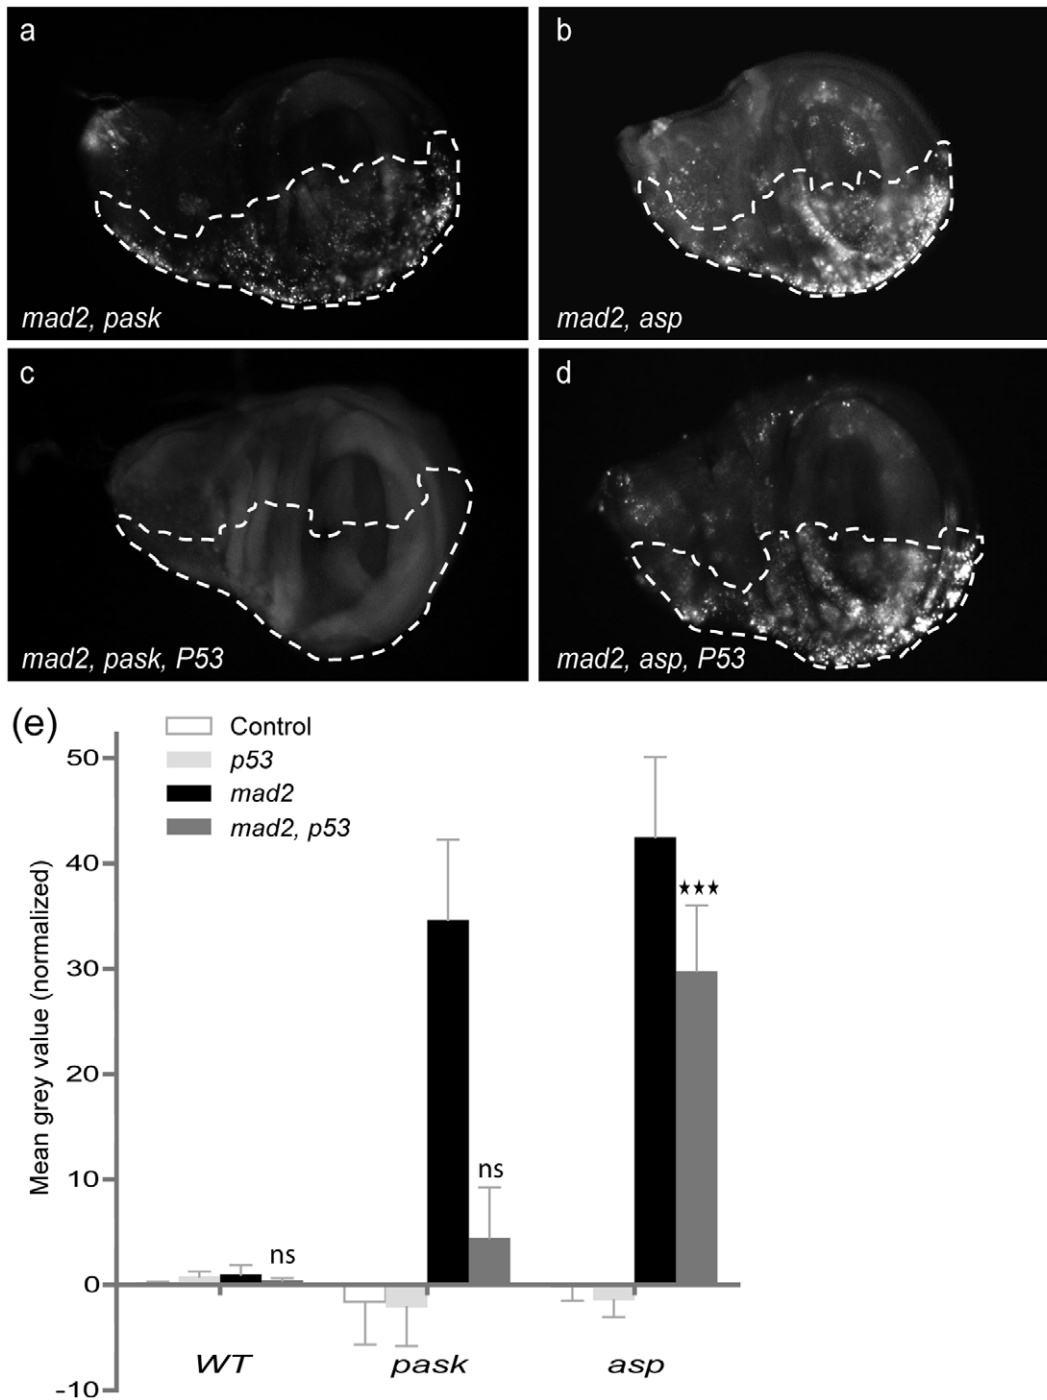 a
b
mad2, pask
mad2, asp
c
d
mad2, pask, P53
mad2, asp, P53
(e)
Control
p53
mad2
mad2, p53
50
40
30
20
10
0
-10
Mean grey value (normalized)
ns
ns
★★★
WT
pask
asp